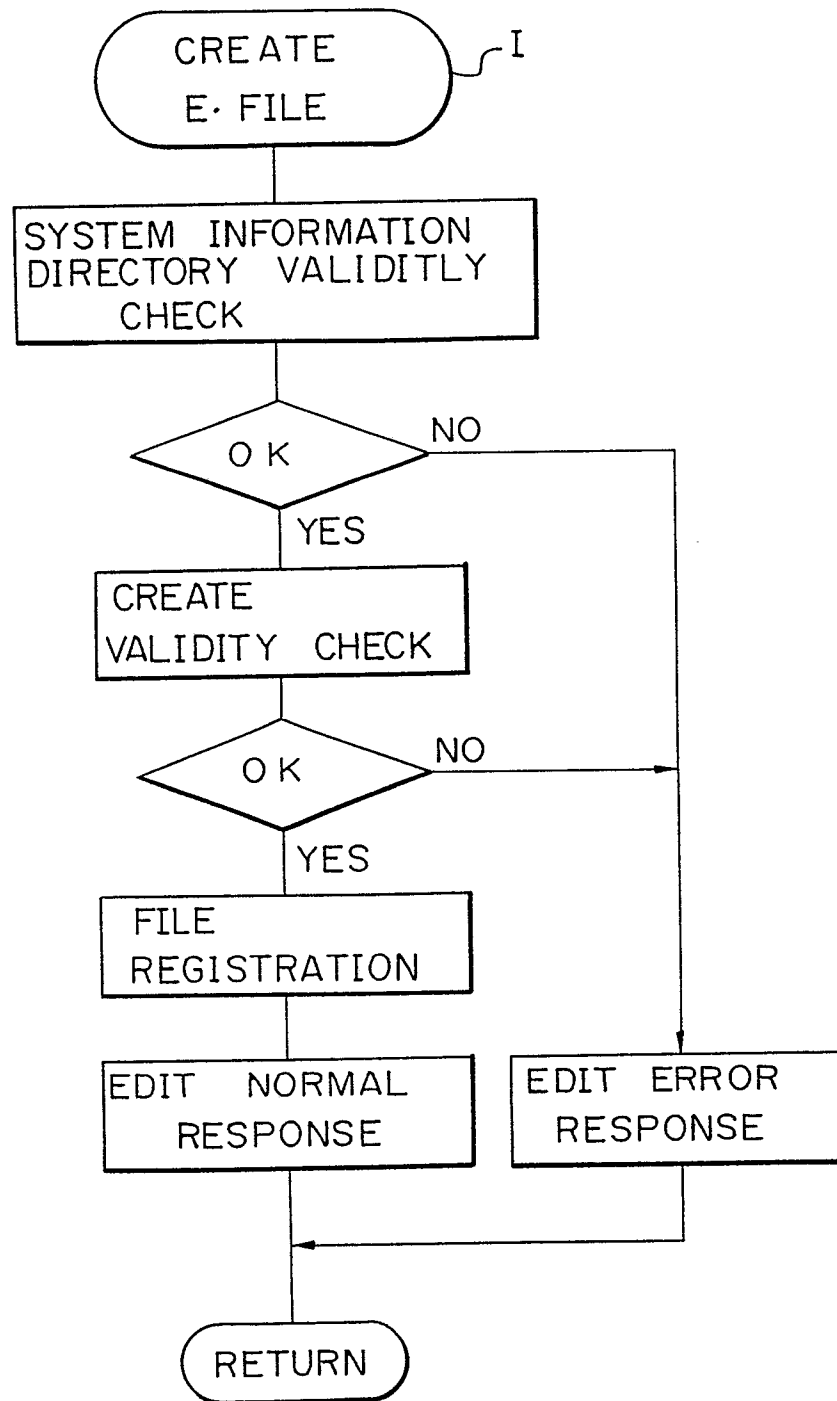 CREATE
E. FILE
I
SYSTEM INFORMATION
DIRECTORY VALIDITLY
CHECK
OK
NO
YES
CREATE
VALIDITY CHECK
OK
NO
YES
FILE
REGISTRATION
EDIT NORMAL
RESPONSE
EDIT ERROR
RESPONSE
RETURN